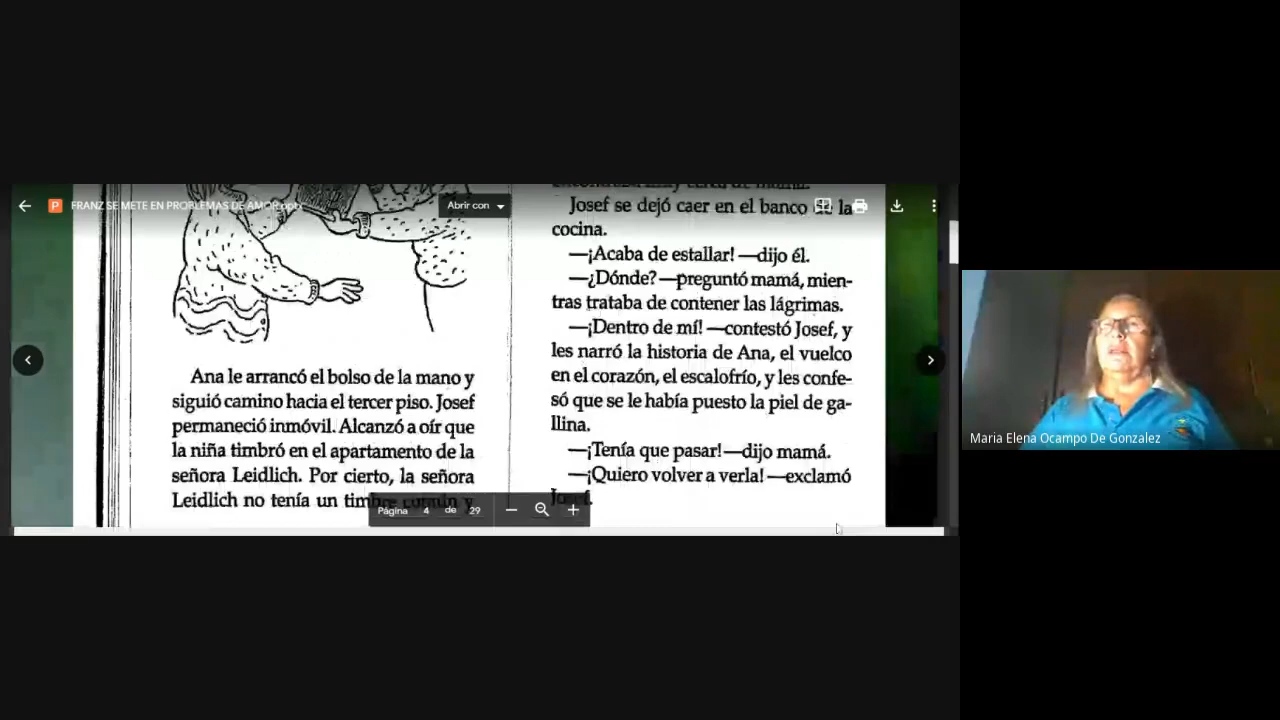 FRANZ SE METE EN PROBLEMAS DE AMOR.pptx
Abrir con
Ana le arrancó el bolso de la mano y
siguió camino hacia el tercer piso. Josef
permaneció inmóvil. Alcanzó a oír que
la niña timbró en el apartamento de la
señora Leidlich. Por cierto, la señora
Leidlich no tenía un timbre común y
de mamá.
Josef se dejó caer en el banco de la
cocina.
—¡Acaba de estallar! —dijo él.
—¿Dónde? —preguntó mamá, mien-
tras trataba de contener las lágrimas.
—¡Dentro de mí! —contestó Josef, y
les narró la historia de Ana, el vuelco
en el corazón, el escalofrío, y les confe-
só que se le había puesto la piel de ga-
llina.
—¡Tenía que pasar! —dijo mamá.
—¡Quiero volver a verla! —exclamó
Josef.
Página 4 de 29
Maria Elena Ocampo De Gonzalez